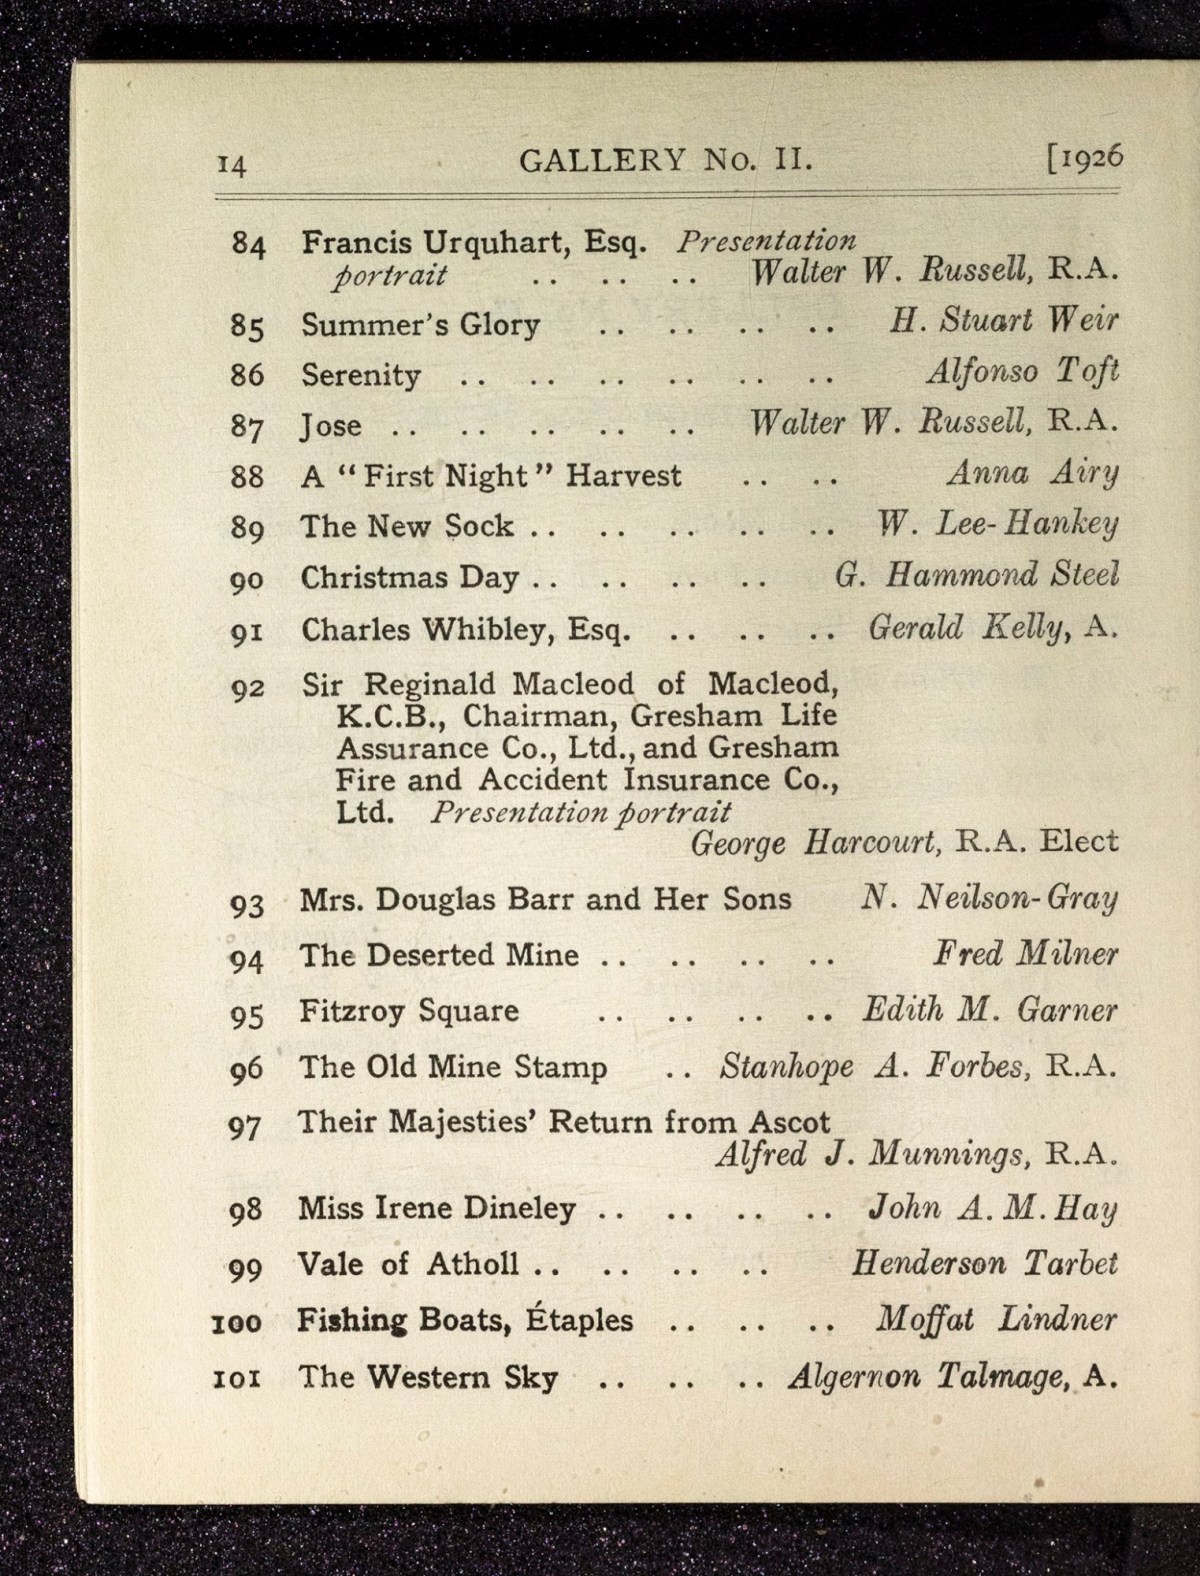 14 GALLERY No. II. [1926
84 Francis Urquhart, Esq. Presentation
portrait .. .. .. Walter W. Russell, R.A.
85 Summer's Glory .. .. .. .. H. Stuart Weir
86 Serenity .. .. .. .. .. .. Alfonso Toft
87 Jose .. .. .. .. .. Walter W. Russell, R.A.
88 A “First Night” Harvest .. .. Anna Airy
89 The New Sock .. .. .. .. .. W. Lee-Hankey
90 Christmas Day .. .. .. .. G. Hammond Steel
91 Charles Whibley, Esq. .. .. .. Gerald Kelly, A.
92 Sir Reginald Macleod of Macleod,
K.C.B., Chairman, Gresham Life
Assurance Co., Ltd., and Gresham
Fire and Accident Insurance Co.,
Ltd. Presentation portrait
George Harcourt, R.A. Elect
93 Mrs. Douglas Barr and Her Sons N. Neilson-Gray
94 The Deserted Mine .. .. .. .. Fred Milner
95 Fitzroy Square .. .. .. .. Edith M. Garner
96 The Old Mine Stamp .. Stanhope A. Forbes, R.A.
97 Their Majesties' Return from Ascot
Alfred J. Munnings, R.A.
98 Miss Irene Dineley .. .. .. .. John A. M. Hay
99 Vale of Atholl .. .. .. .. Henderson Tarbet
100 Fishing Boats, Étaples .. .. .. Moffat Lindner
101 The Western Sky .. .. .. Algernon Talmage, A.